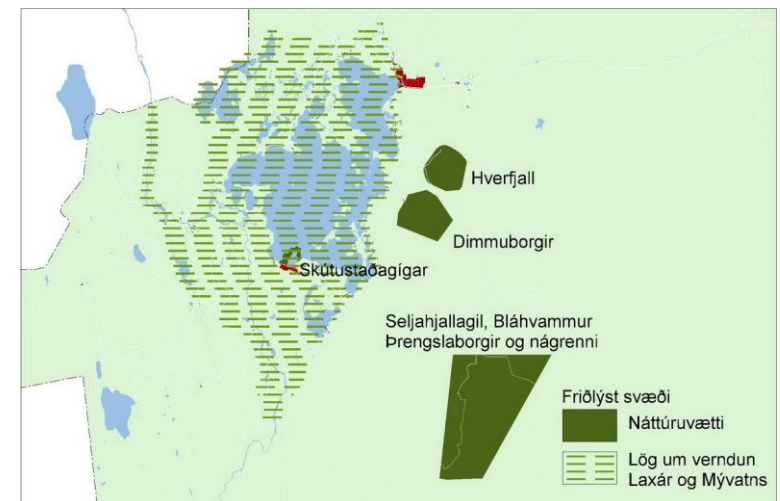 Hverfjall
Dimmuborgir
Skútustaðagígar
Seljahjallagil, Bláhvammur
Þrengslaborgir og nágrenni
Friðlýst svæði
Náttúruvætti
Lög um verndun
Laxár og Mývatns